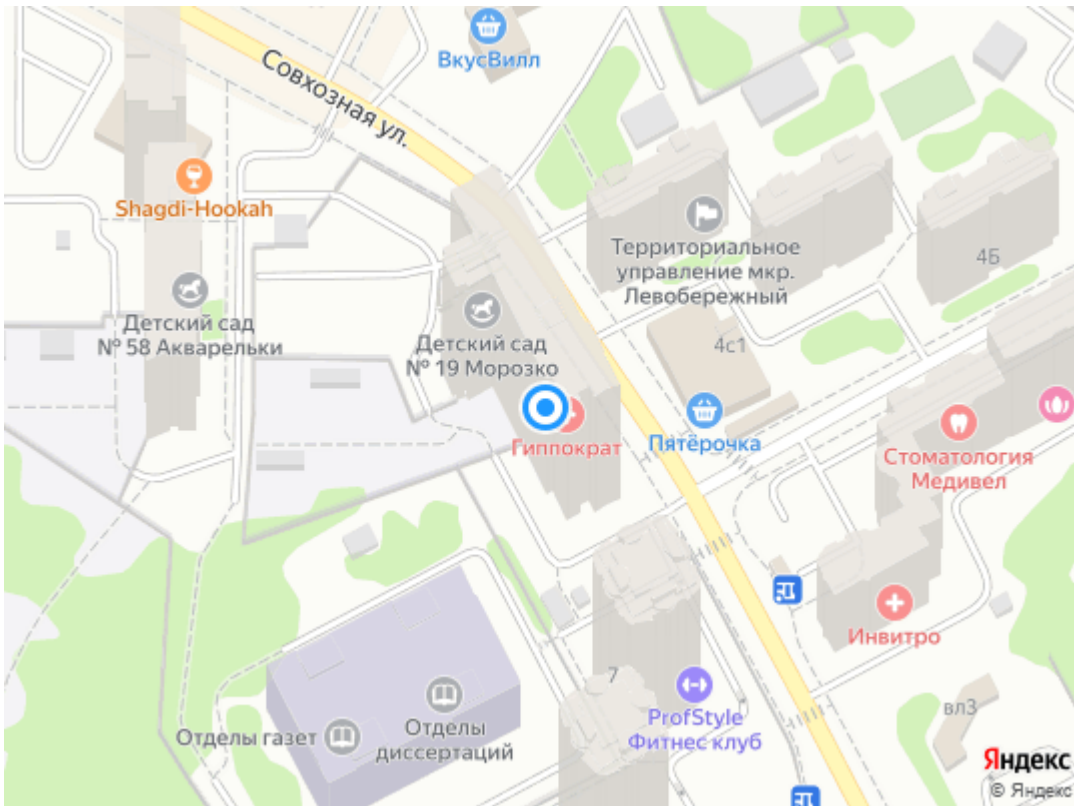 ВкусВилл
Совхозная ул.
Shagdi-Hookah
Территориальное
управление мкр.
Левобережный
4Б
Детский сад
№ 58 Акварельки
Детский сад
№ 19 Морозко
4с1
Гиппократ
Пятёрочка
Стоматология
Медивел
Инвитро
7
ProfStyle
Фитнес клуб
вл3
Отделы газет
Отделы
диссертаций
Яндекс
© Яндекс